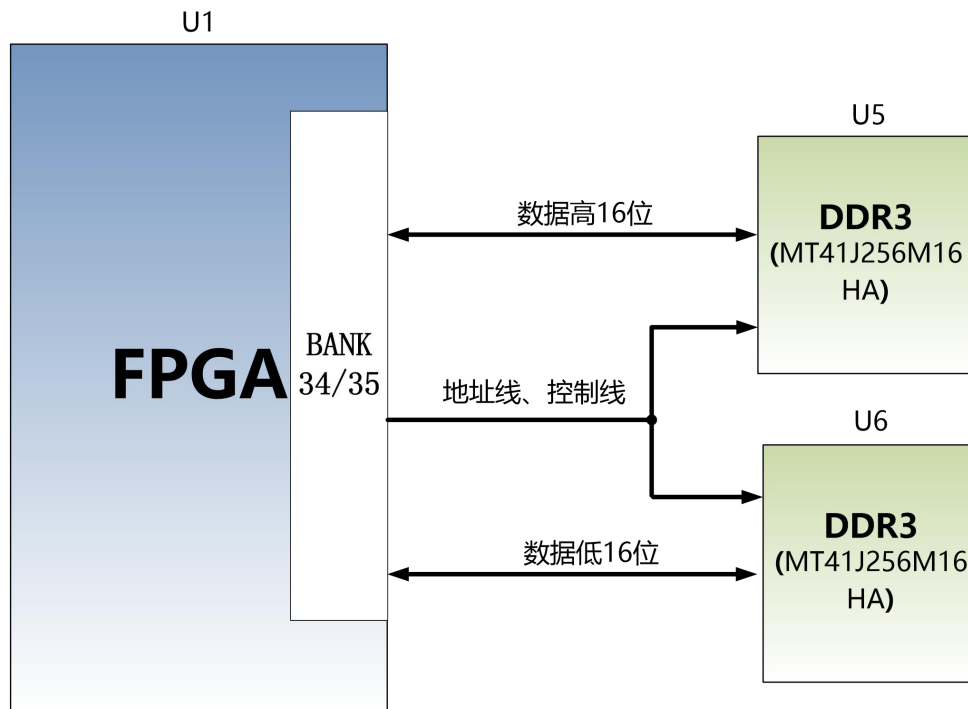 U1
FPGA
BANK
34/35
数据高16位
地址线、控制线
数据低16位
U5
DDR3
(MT41J256M16
HA)
U6
DDR3
(MT41J256M16
HA)